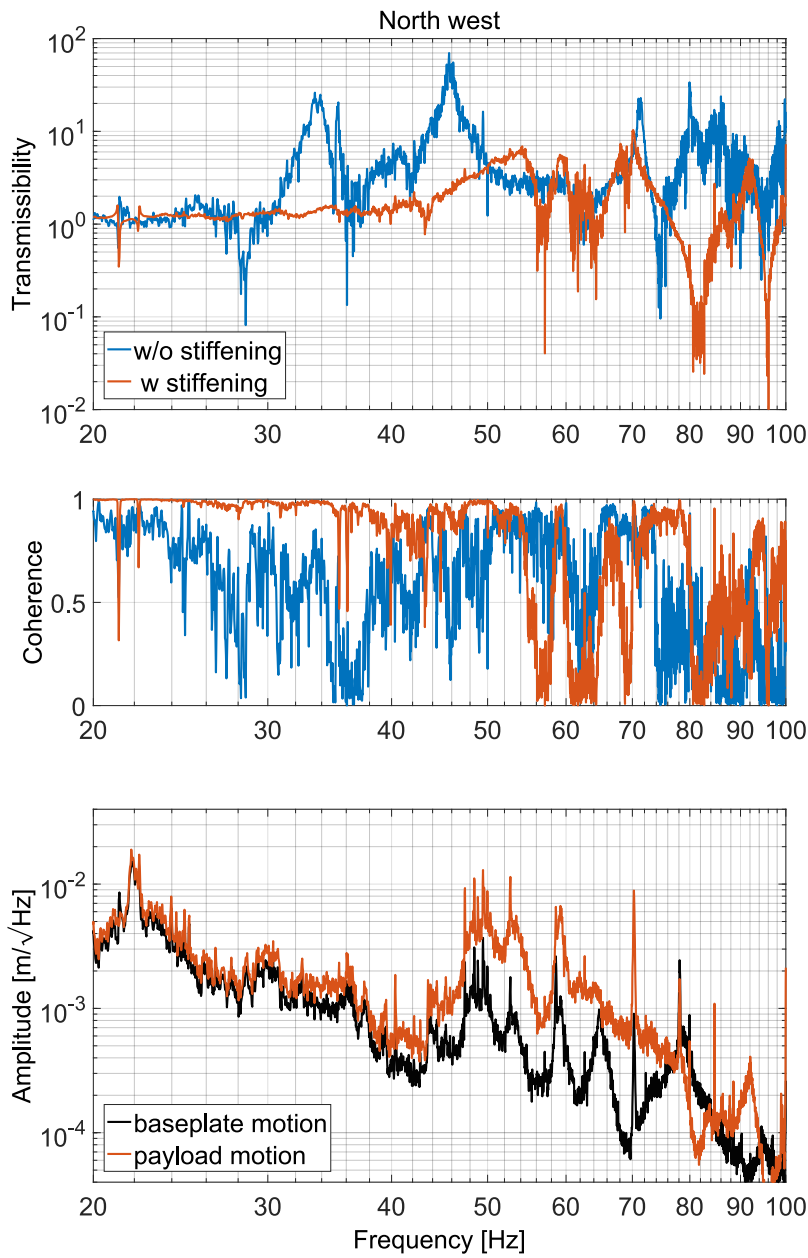 North west
Transmissibility
10^2
10^1
10^0
10^-1
10^-2
w/o stiffening
w stiffening
20 30 40 50 60 70 80 90 100
Coherence
1
0.5
0
20 30 40 50 60 70 80 90 100
Amplitude [m/√Hz]
10^-2
10^-3
10^-4
baseplate motion
payload motion
20 30 40 50 60 70 80 90 100
Frequency [Hz]